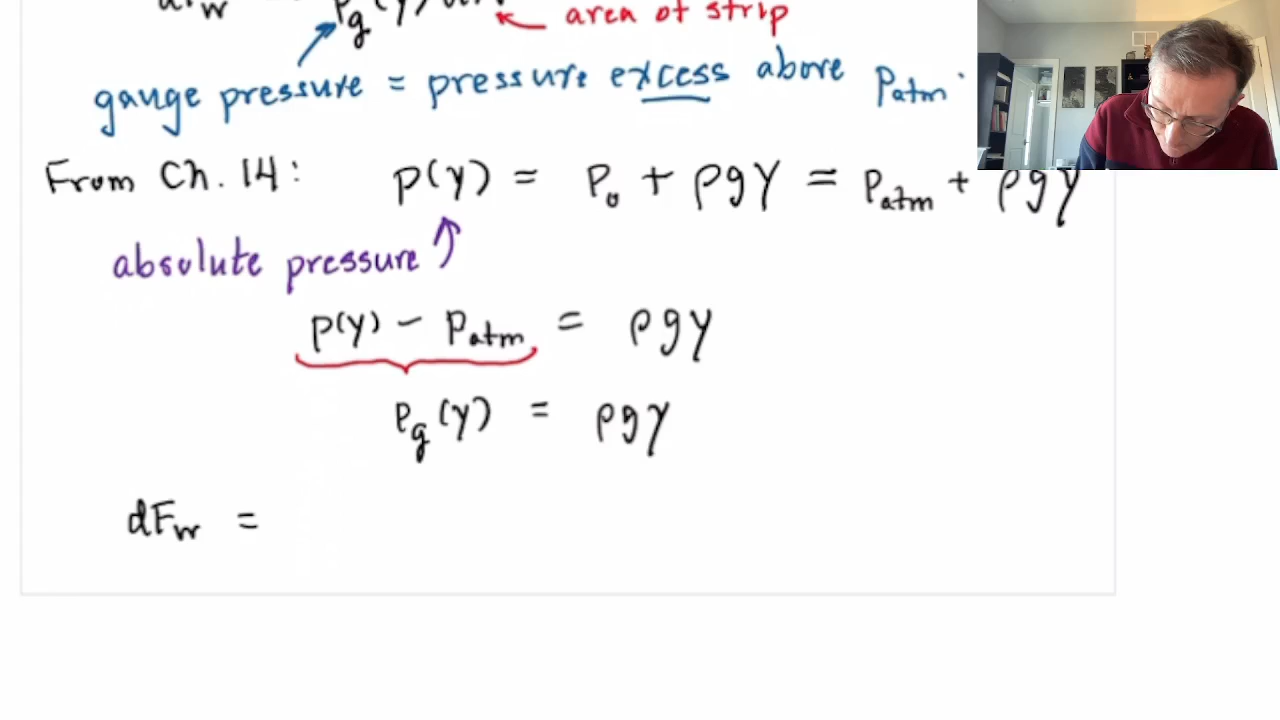 area of strip
gauge pressure = pressure excess above Patm.
From Ch. 14: p(y) = P₀ + ρgy = Patm + ρgy
absolute pressure
p(y) − Patm = ρgy
Pg(y) = ρgy
dFw =